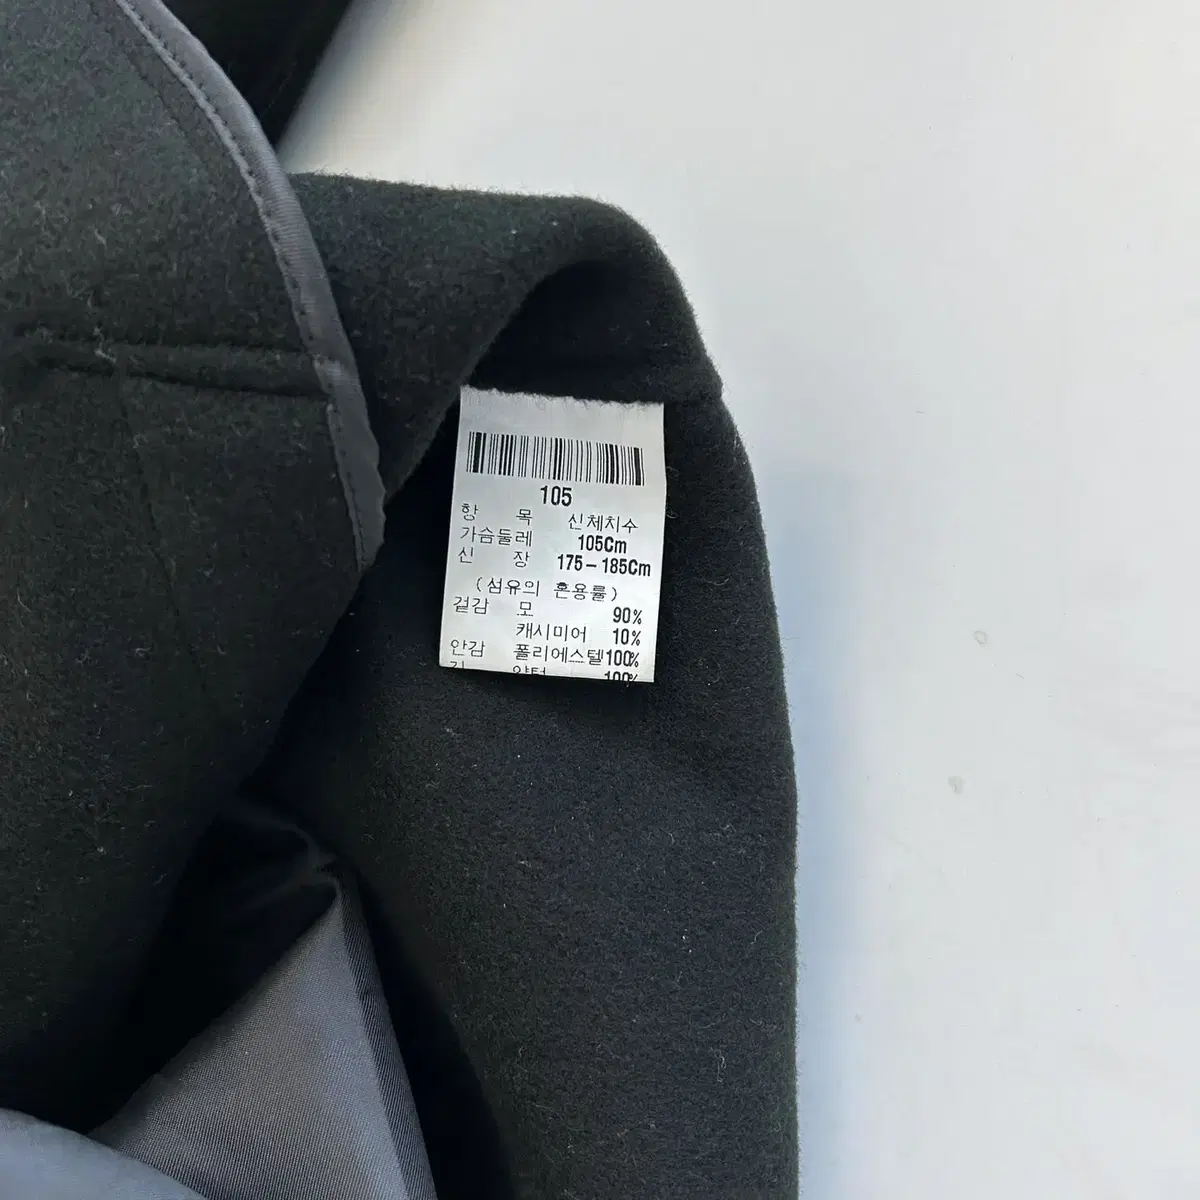 105
항 목 신체치수
가슴둘레 105Cm
신 장 175-185Cm
(섬유의 혼용률)
겉감 모 90%
캐시미어 10%
안감 폴리에스텔100%
100%